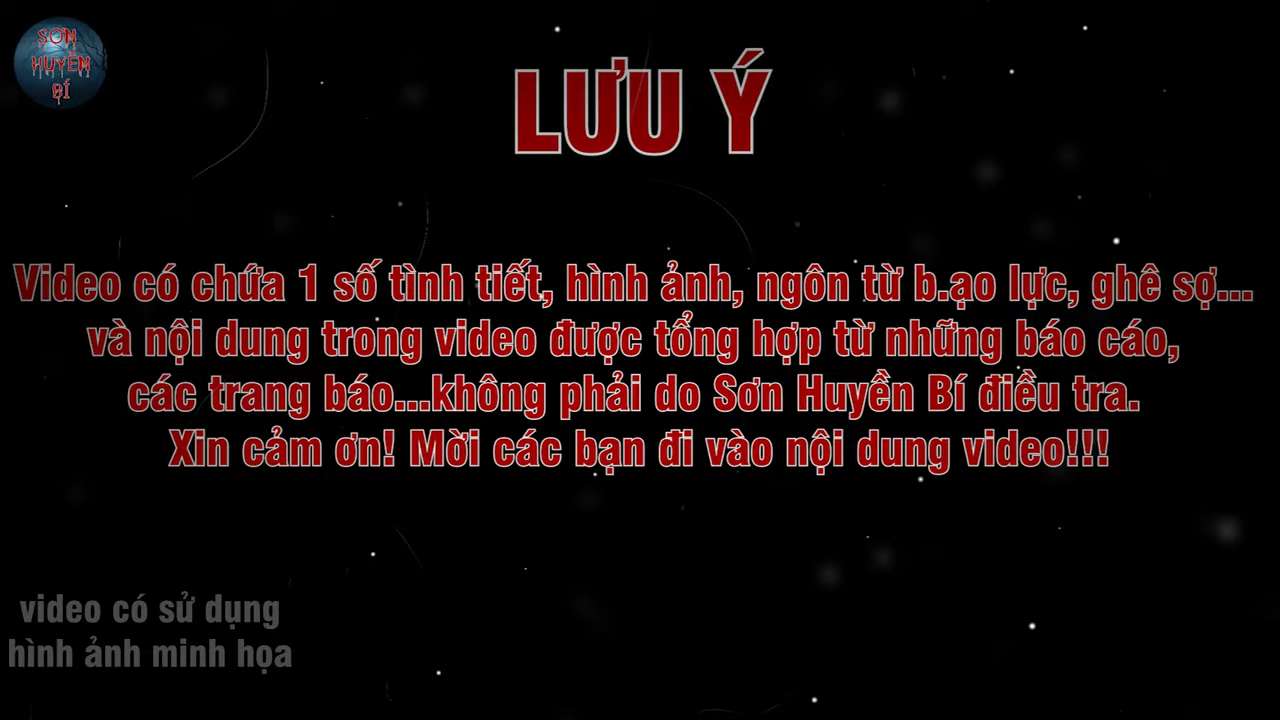 SƠN
HUYỀN
BÍ
LƯU Ý
Video có chứa 1 số tình tiết, hình ảnh, ngôn từ b.ạo lực, ghê sợ...
và nội dung trong video được tổng hợp từ những báo cáo,
các trang báo...không phải do Sơn Huyền Bí điều tra.
Xin cảm ơn! Mời các bạn đi vào nội dung video!!!
video có sử dụng
hình ảnh minh họa